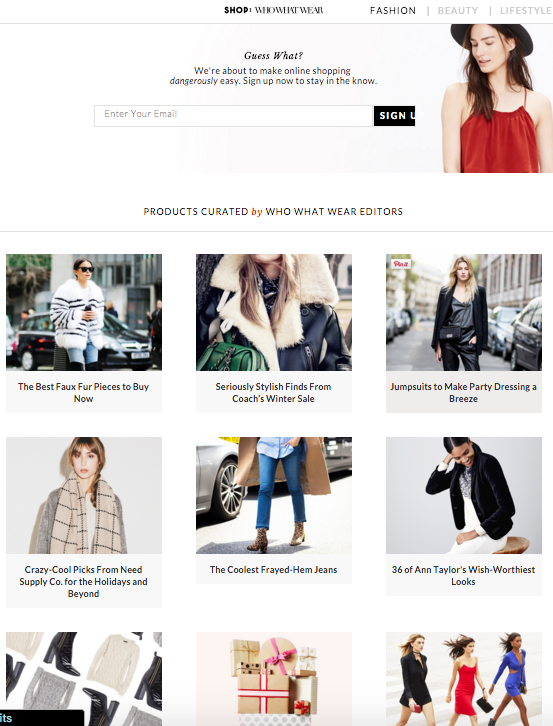 SHOP: WHO WHAT WEAR
FASHION | BEAUTY | LIFESTYLE
Guess What?
We're about to make online shopping
dangerously easy. Sign up now to stay in the know.
Enter Your Email
SIGN U
PRODUCTS CURATED by WHO WHAT WEAR EDITORS
Pin it
The Best Faux Fur Pieces to Buy
Now
Seriously Stylish Finds From
Coach's Winter Sale
Jumpsuits to Make Party Dressing a
Breeze
Crazy-Cool Picks From Need
Supply Co. for the Holidays and
Beyond
The Coolest Frayed-Hem Jeans
36 of Ann Taylor's Wish-Worthiest
Looks
its